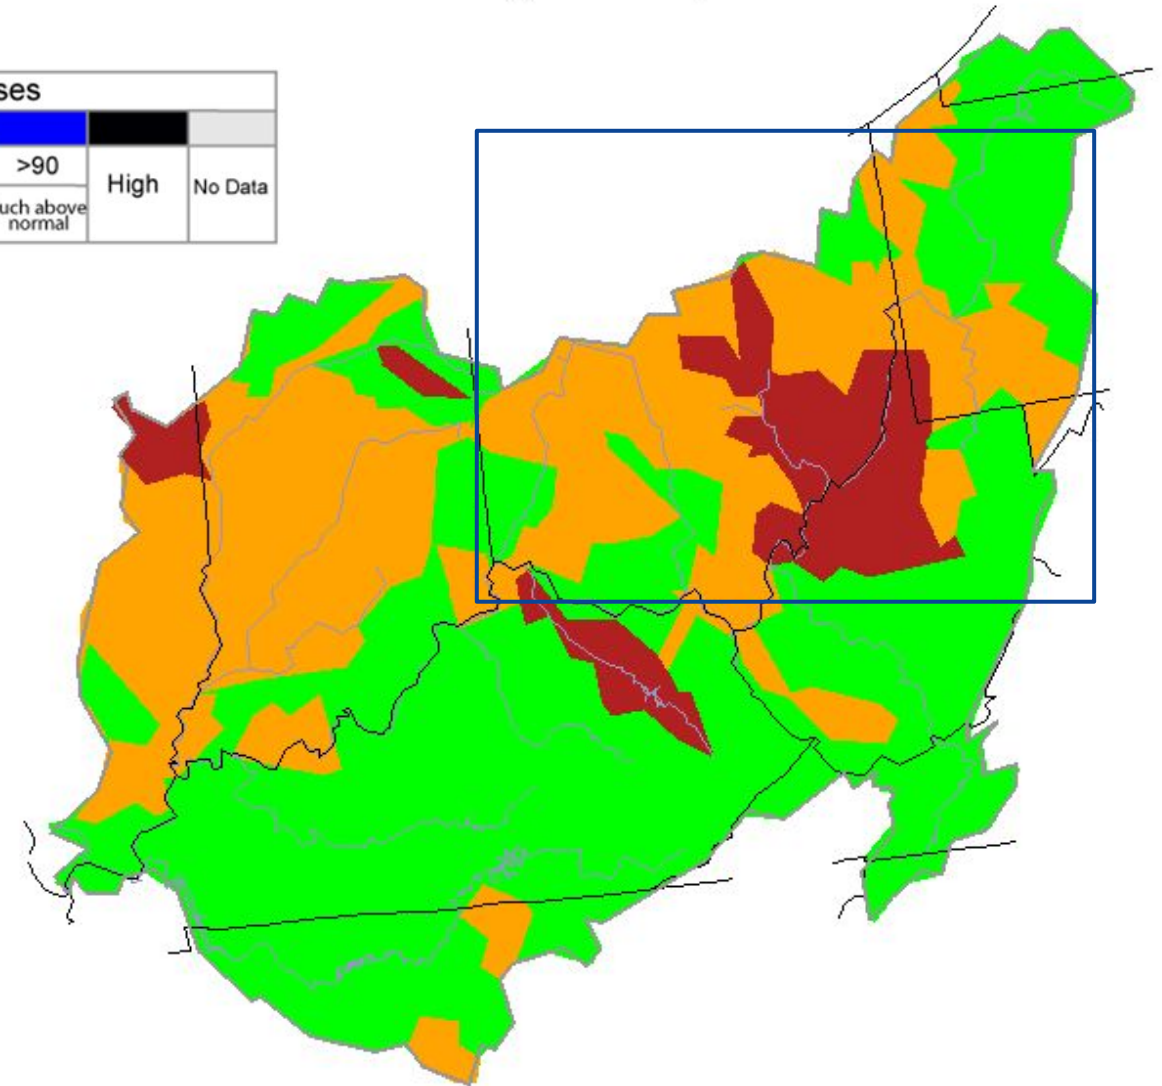 ses
>90
High
No Data
uch above
normal